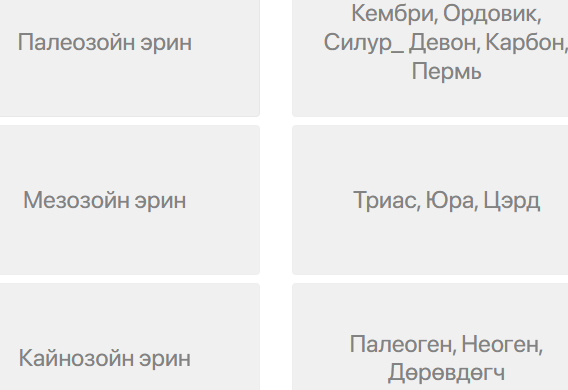 Палеозойн эрин
Кембри, Ордовик,
Силур_ Девон, Карбон,
Пермь
Мезозойн эрин
Триас, Юра, Цэрд
Кайнозойн эрин
Палеоген, Неоген,
Дөрөвдөгч